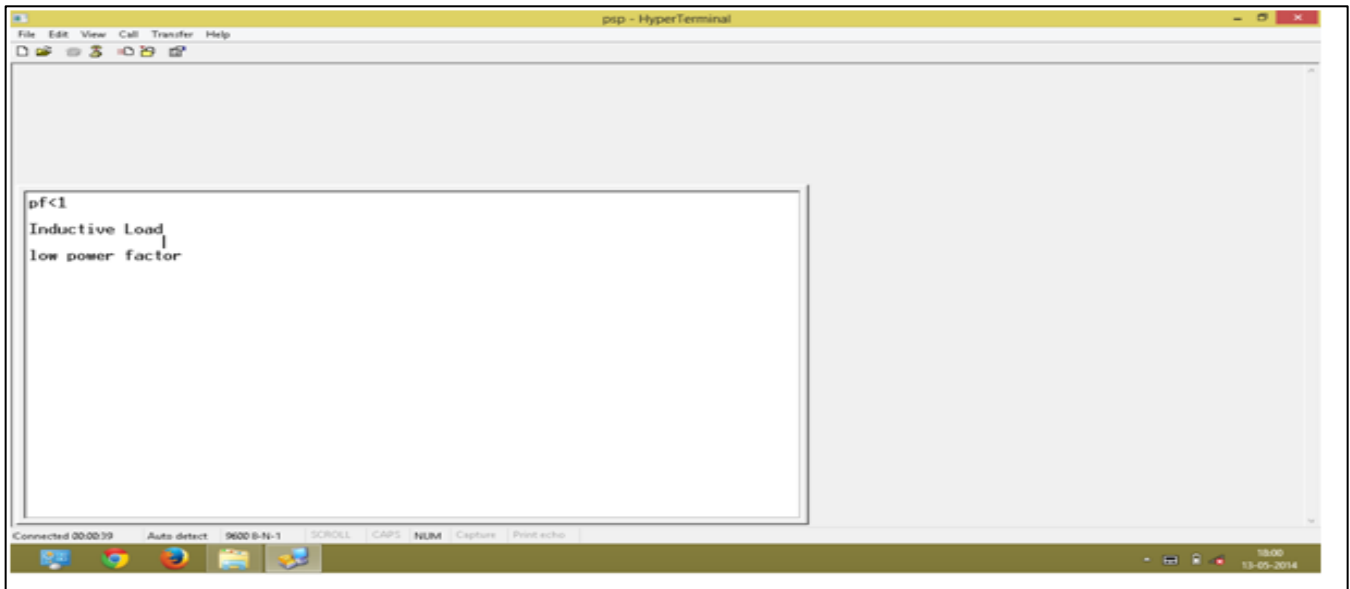 psp - HyperTerminal
File Edit View Call Transfer Help
pf<1
Inductive Load
low power factor
Connected 00:00:39 Auto detect 9600 8-N-1 SCROLL CAPS NUM Capture Print echo
18:00
13-05-2014